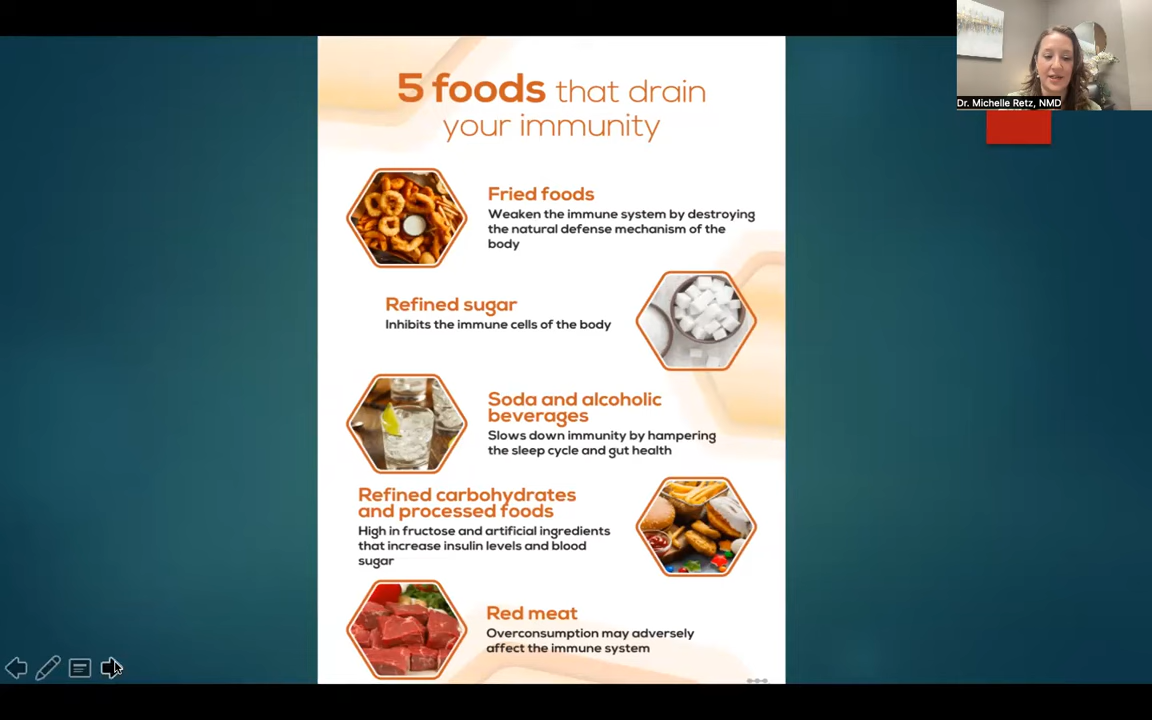 5 foods that drain
your immunity
Fried foods
Weaken the immune system by destroying
the natural defense mechanism of the
body
Refined sugar
Inhibits the immune cells of the body
Soda and alcoholic
beverages
Slows down immunity by hampering
the sleep cycle and gut health
Refined carbohydrates
and processed foods
High in fructose and artificial ingredients
that increase insulin levels and blood
sugar
Red meat
Overconsumption may adversely
affect the immune system
Dr. Michelle Retz, NMD